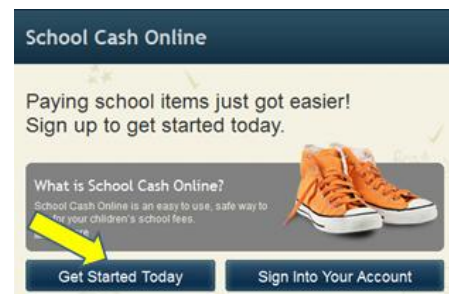 School Cash Online
Paying school items just got easier!
Sign up to get started today.
What is School Cash Online?
School Cash Online is an easy to use, safe way to
for your children's school fees.
Get Started Today
Sign Into Your Account